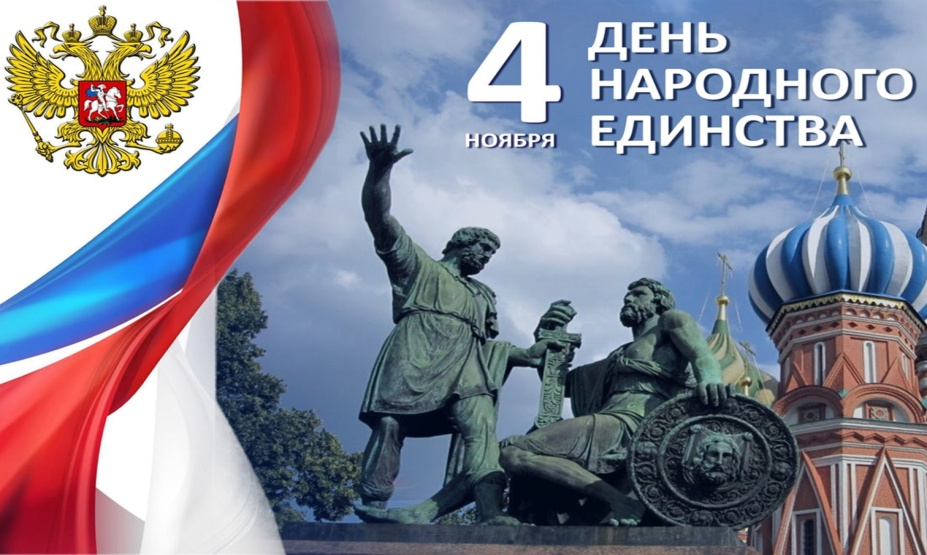 4
НОЯБРЯ
ДЕНЬ
НАРОДНОГО
ЕДИНСТВА